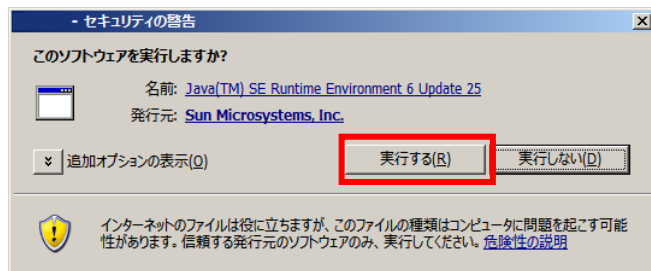 - セキュリティの警告
このソフトウェアを実行しますか?
名前: Java(TM) SE Runtime Environment 6 Update 25
発行元: Sun Microsystems, Inc.
追加オプションの表示(O) 実行する(R) 実行しない(D)
インターネットのファイルは役に立ちますが、このファイルの種類はコンピュータに問題を起こす可能
性があります。信頼する発行元のソフトウェアのみ、実行してください。危険性の説明